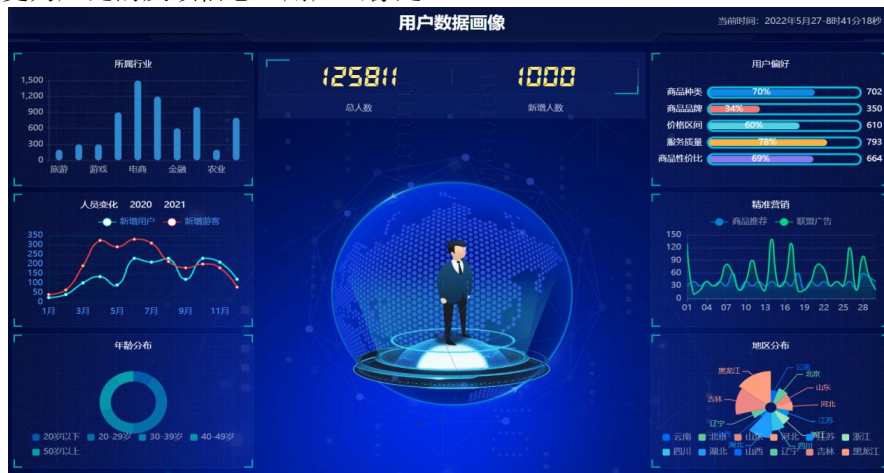 用户数据画像
当前时间：2022年5月27-8时41分18秒
所属行业
1,500
1,200
900
600
300
0
旅游 游戏 电商 金融 农业
125811
总人数
1000
新增人数
用户偏好
商品种类 70% 702
商品品牌 34% 350
价格区间 60% 610
服务质量 78% 793
商品性价比 69% 664
人员变化 2020 2021
新增用户 新增游客
350
300
250
200
150
100
50
0
1月 3月 5月 7月 9月 11月
精准营销
商品推荐 联盟广告
150
120
90
60
30
0
01 04 07 10 13 16 19 22 25 28
年龄分布
20岁以下 20-29岁 30-39岁 40-49岁
50岁以上
地区分布
云南
北京
黑龙江
山东
吉林
河北
江苏
辽宁
浙江
四川
湖北
云南 北京 山东 河北 江苏 浙江
四川 湖北 山西 辽宁 吉林 黑龙江